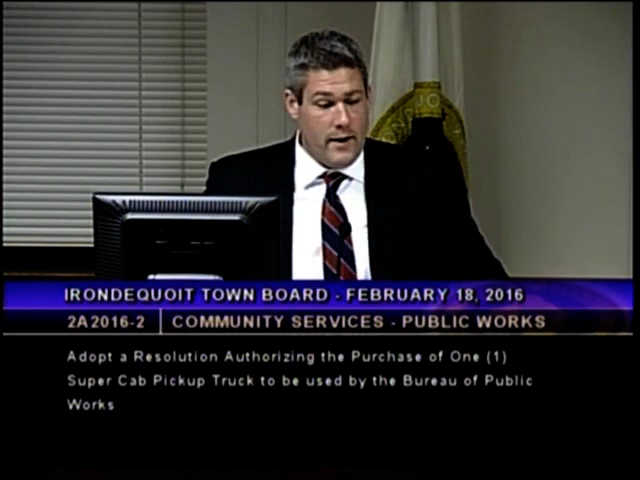 IRONDEQUOIT TOWN BOARD - FEBRUARY 18, 2016
2A2016-2 COMMUNITY SERVICES - PUBLIC WORKS
Adopt a Resolution Authorizing the Purchase of One (1)
Super Cab Pickup Truck to be used by the Bureau of Public
Works